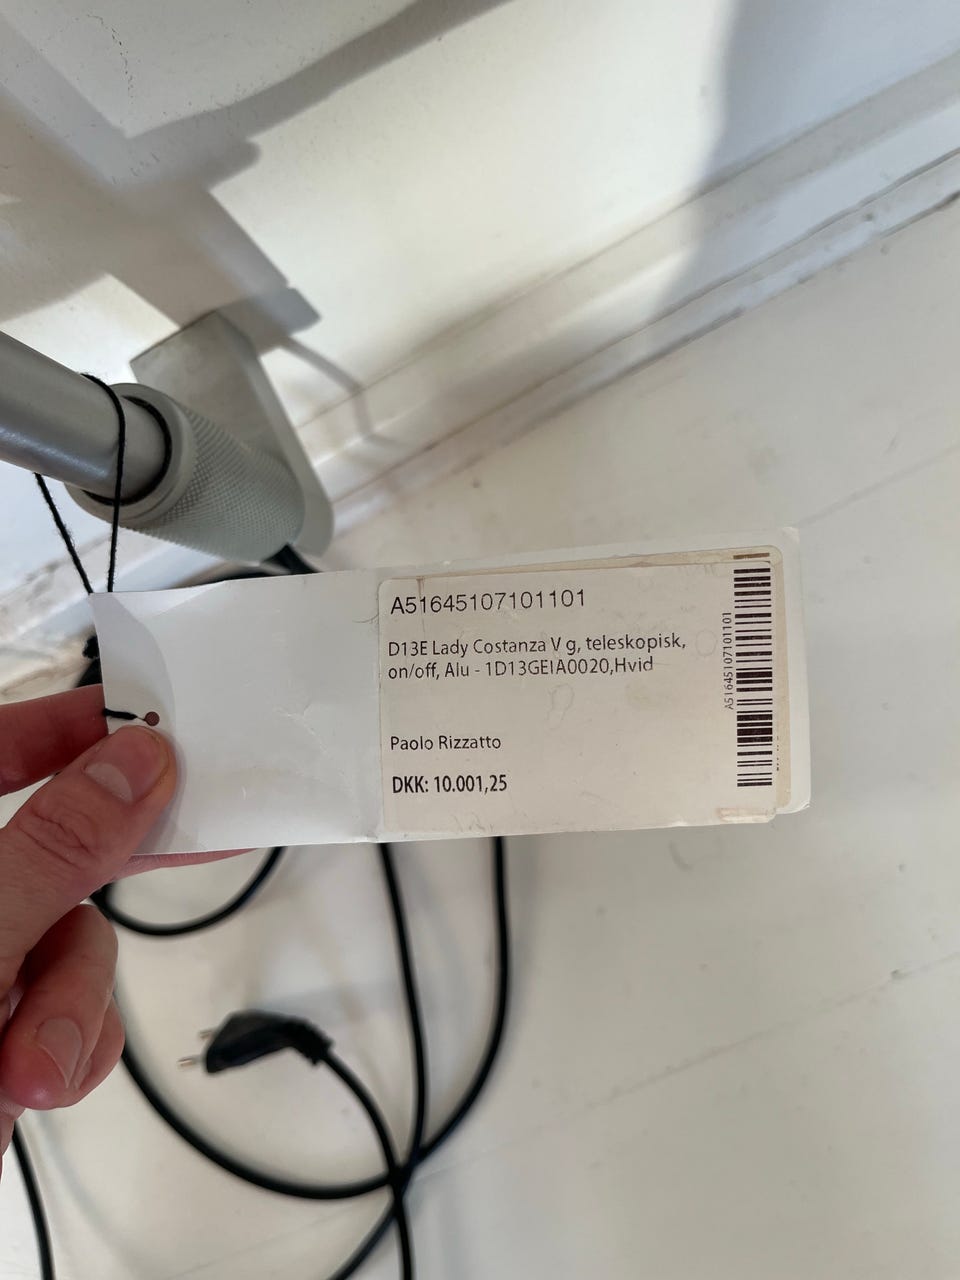 A51645107101101
D13E Lady Costanza V g, teleskopisk,
on/off, Alu - 1D13GEIA0020,Hvid
Paolo Rizzatto
DKK: 10.001,25
A51645107101101